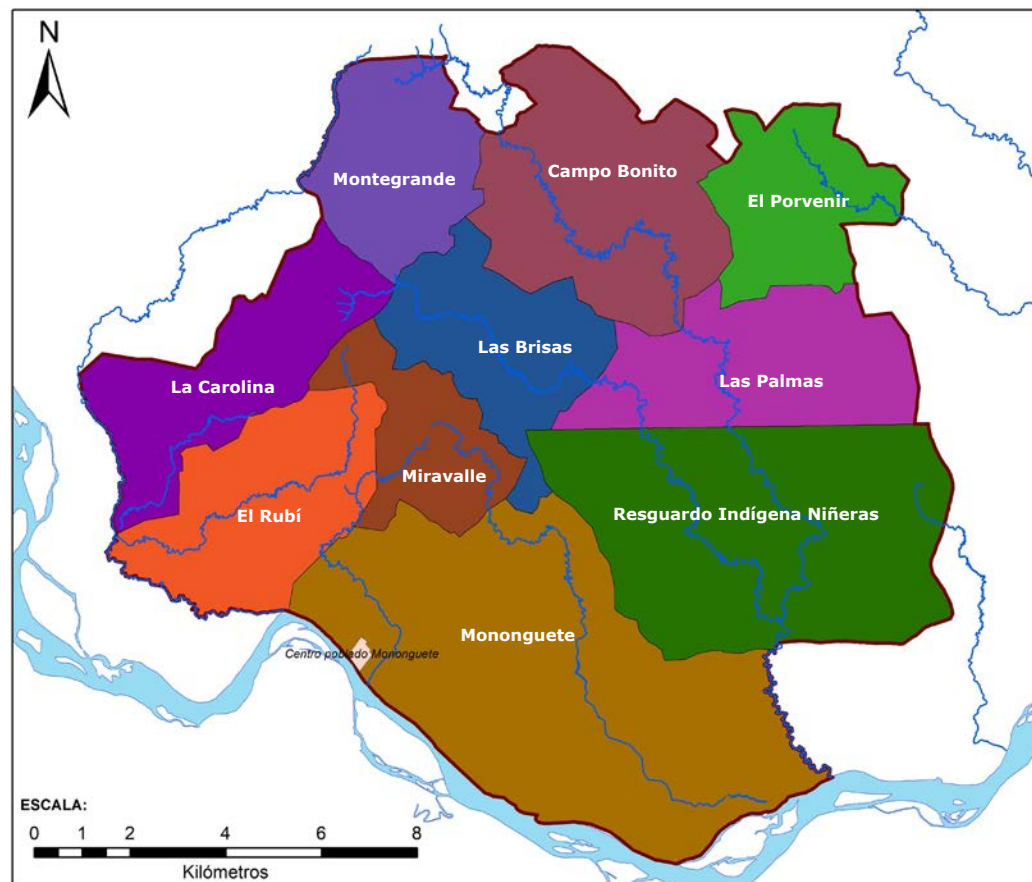 N
Montegrande
Campo Bonito
El Porvenir
Las Brisas
La Carolina
Las Palmas
Miravalle
El Rubí
Resguardo Indígena Niñeras
Mononguete
Centro poblado Mononguete
ESCALA:
0 1 2 4 6 8
Kilómetros